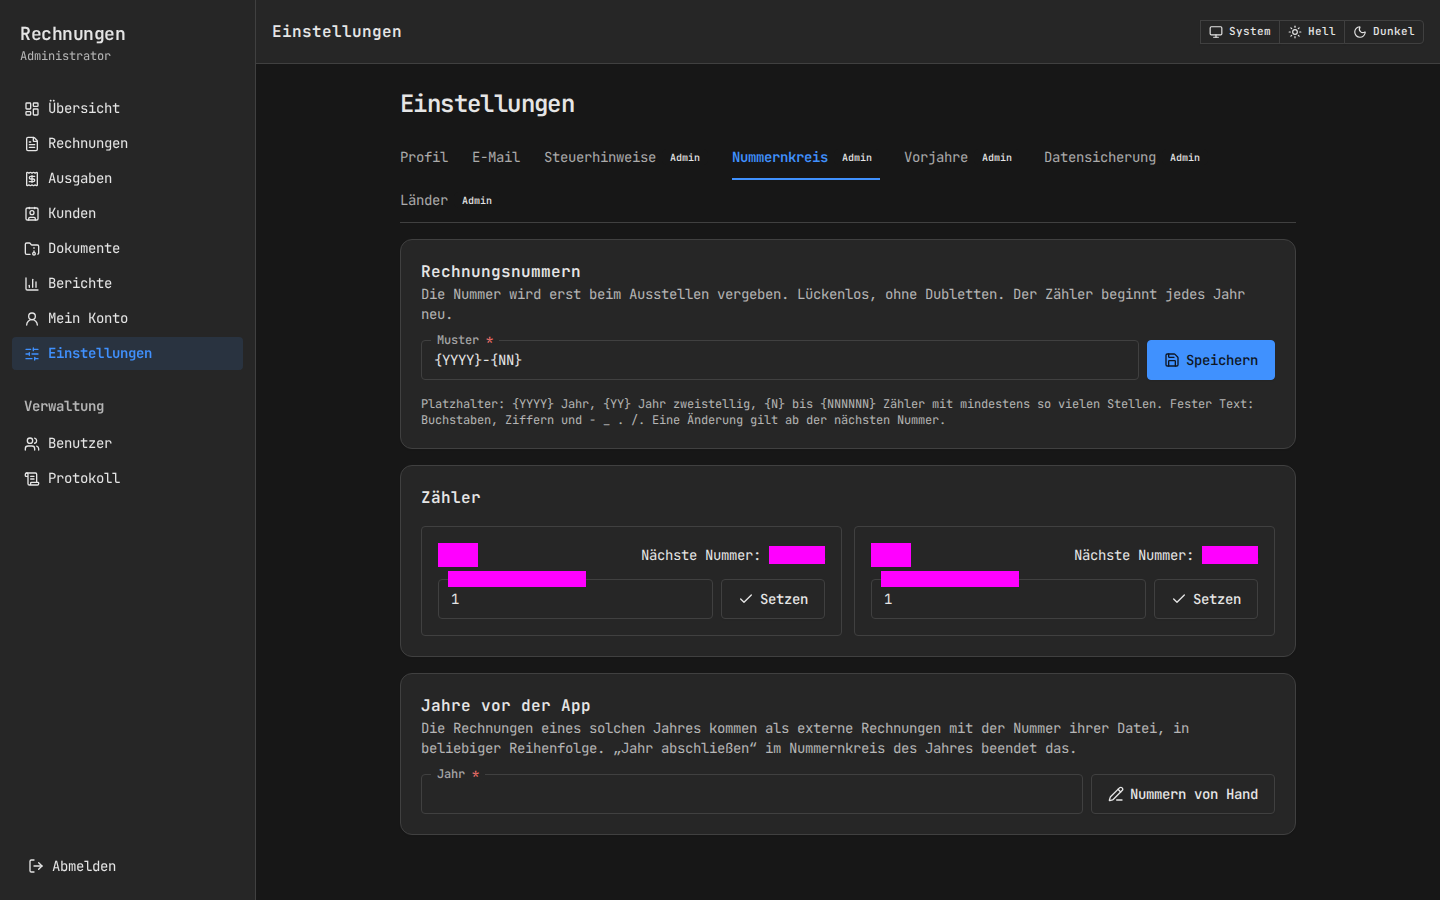 Rechnungen
Administrator
Übersicht
Rechnungen
Ausgaben
Kunden
Dokumente
Berichte
Mein Konto
Einstellungen
Verwaltung
Benutzer
Protokoll
Abmelden
Einstellungen
System
Hell
Dunkel
Einstellungen
Profil
E-Mail
Steuerhinweise Admin
Nummernkreis Admin
Vorjahre Admin
Datensicherung Admin
Länder Admin
Rechnungsnummern
Die Nummer wird erst beim Ausstellen vergeben. Lückenlos, ohne Dubletten. Der Zähler beginnt jedes Jahr
neu.
Muster *
{YYYY}-{NN}
Speichern
Platzhalter: {YYYY} Jahr, {YY} Jahr zweistellig, {N} bis {NNNNNN} Zähler mit mindestens so vielen Stellen. Fester Text:
Buchstaben, Ziffern und - _ . /. Eine Änderung gilt ab der nächsten Nummer.
Zähler
Nächste Nummer:
1
Setzen
Nächste Nummer:
1
Setzen
Jahre vor der App
Die Rechnungen eines solchen Jahres kommen als externe Rechnungen mit der Nummer ihrer Datei, in
beliebiger Reihenfolge. „Jahr abschließen“ im Nummernkreis des Jahres beendet das.
Jahr *
Nummern von Hand